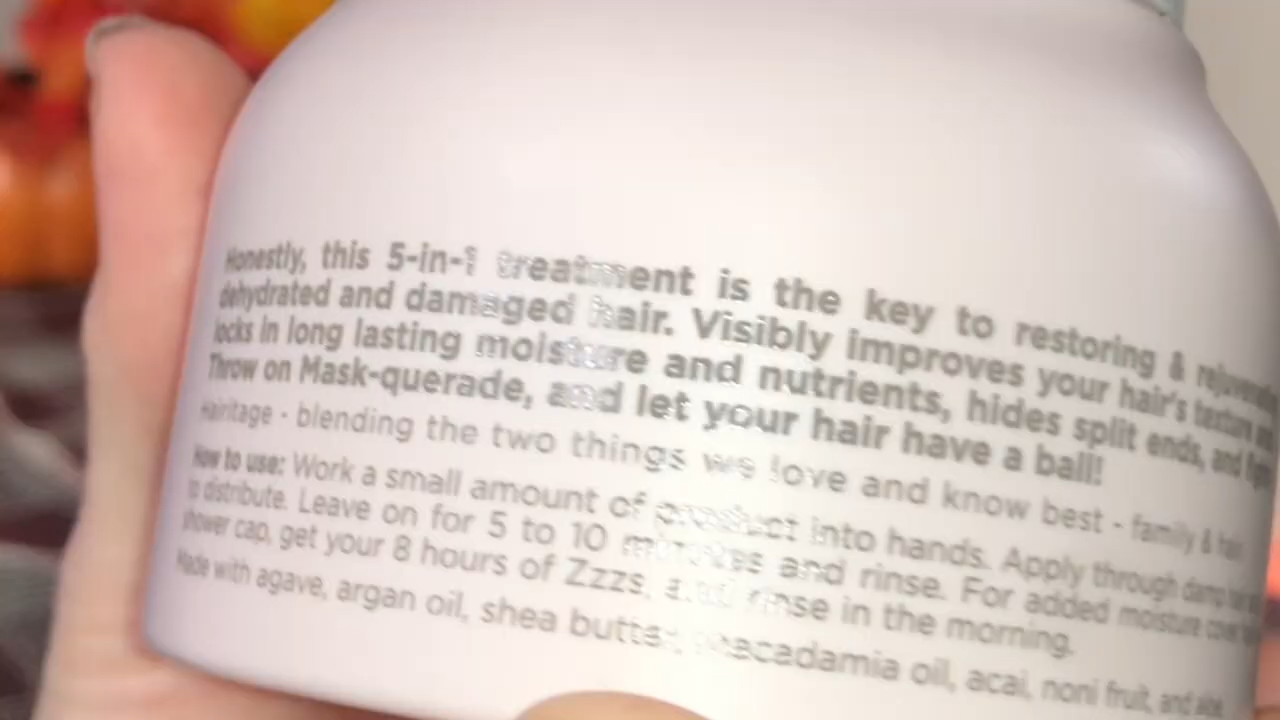 Honestly, this 5-in-1 treatment is the key to restoring &
dehydrated and damaged hair. Visibly improves your hair's texture
locks in long lasting moisture and nutrients, hides split ends, and
Throw on Mask-querade, and let your hair have a ball!
Hairitage - blending the two things we love and know best - family & hair
How to use: Work a small amount of product into hands. Apply through damp
to distribute. Leave on for 5 to 10 minutes and rinse. For added moisture cover
shower cap, get your 8 hours of Zzzs, and rinse in the morning.
Made with agave, argan oil, shea butter, macadamia oil, acai, noni fruit, and aloe.